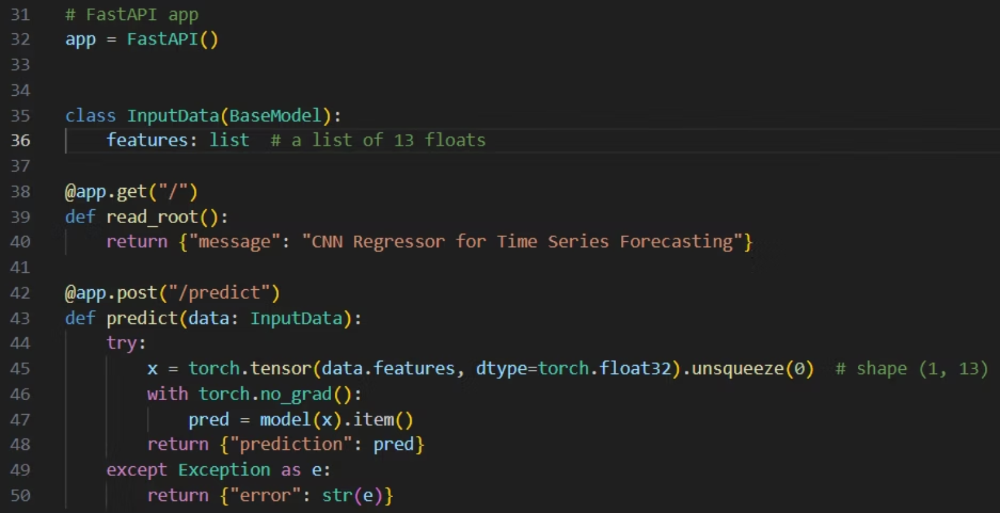 31 # FastAPI app
32 app = FastAPI()
33
34
35 class InputData(BaseModel):
36     features: list  # a list of 13 floats
37
38 @app.get("/")
39 def read_root():
40     return {"message": "CNN Regressor for Time Series Forecasting"}
41
42 @app.post("/predict")
43 def predict(data: InputData):
44     try:
45         x = torch.tensor(data.features, dtype=torch.float32).unsqueeze(0)  # shape (1, 13)
46         with torch.no_grad():
47             pred = model(x).item()
48         return {"prediction": pred}
49     except Exception as e:
50         return {"error": str(e)}